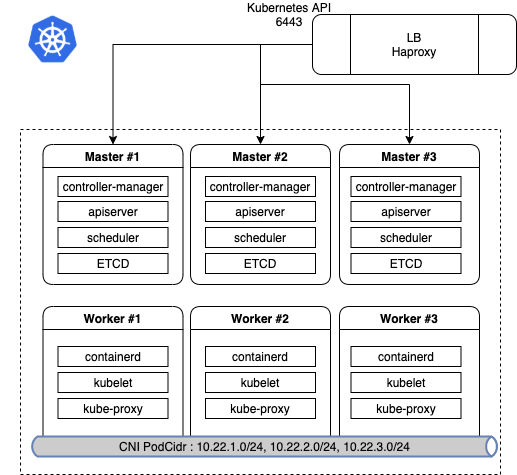 Kubernetes API
6443
LB
Haproxy
Master #1
controller-manager
apiserver
scheduler
ETCD
Master #2
controller-manager
apiserver
scheduler
ETCD
Master #3
controller-manager
apiserver
scheduler
ETCD
Worker #1
containerd
kubelet
kube-proxy
Worker #2
containerd
kubelet
kube-proxy
Worker #3
containerd
kubelet
kube-proxy
CNI PodCidr : 10.22.1.0/24, 10.22.2.0/24, 10.22.3.0/24